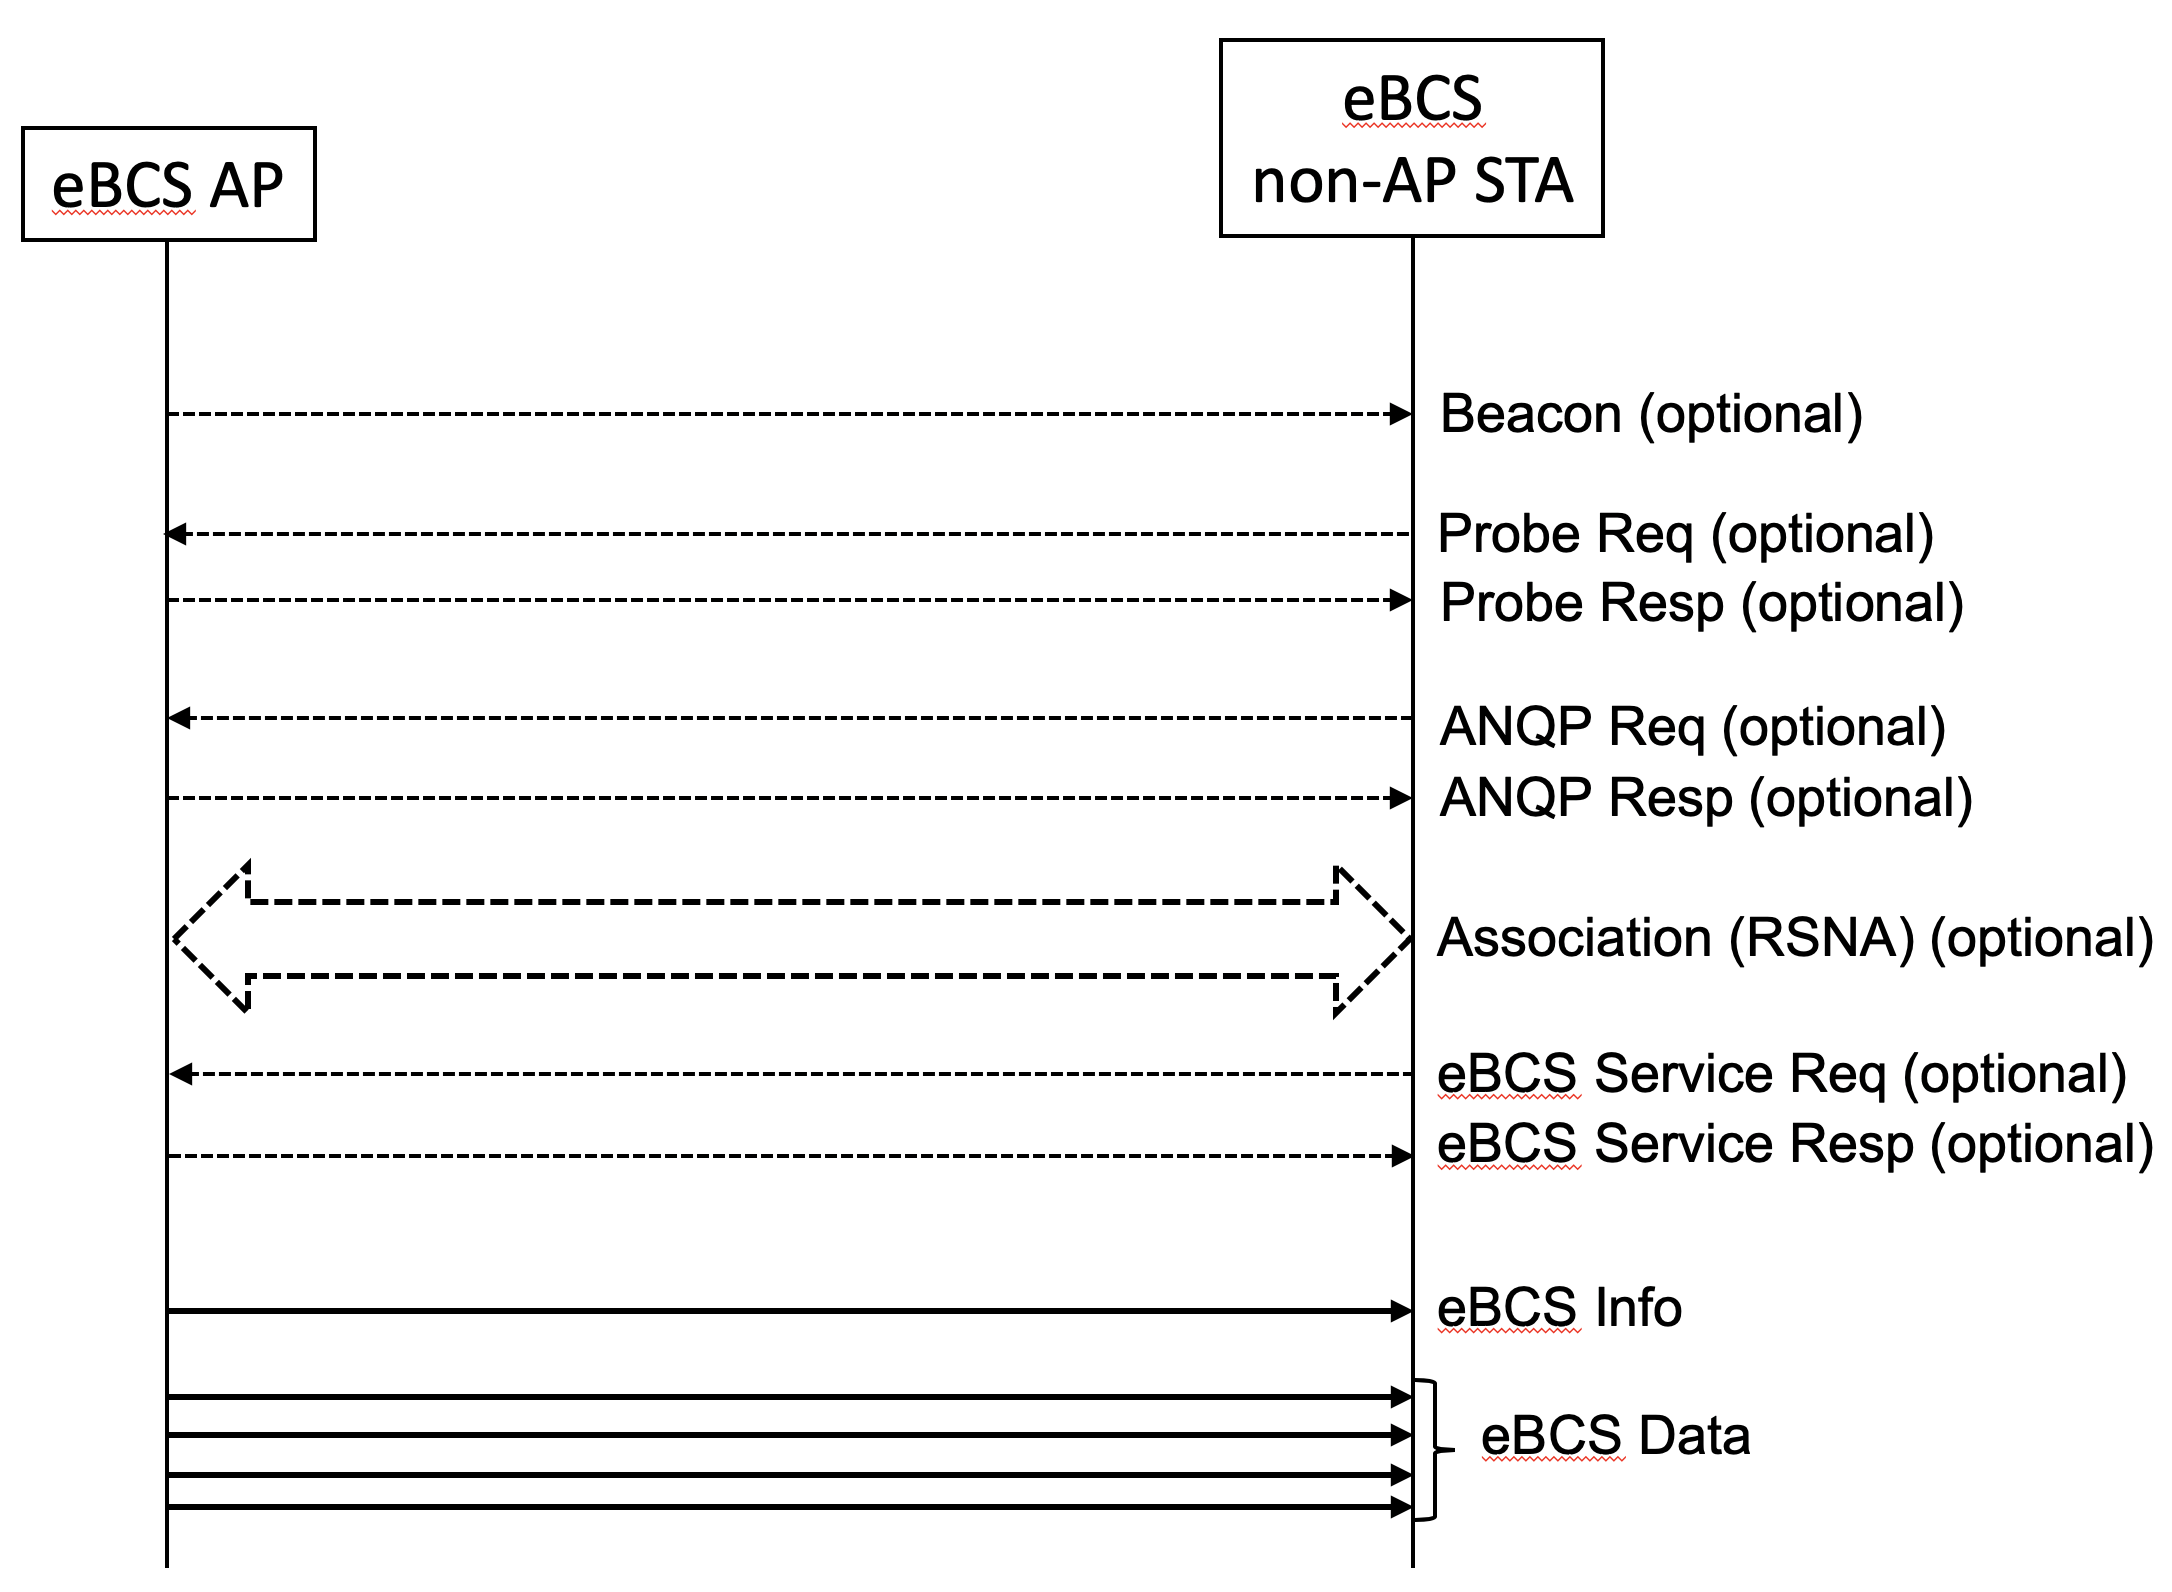 eBCS AP
eBCS
non-AP STA
Beacon (optional)
Probe Req (optional)
Probe Resp (optional)
ANQP Req (optional)
ANQP Resp (optional)
Association (RSNA) (optional)
eBCS Service Req (optional)
eBCS Service Resp (optional)
eBCS Info
eBCS Data